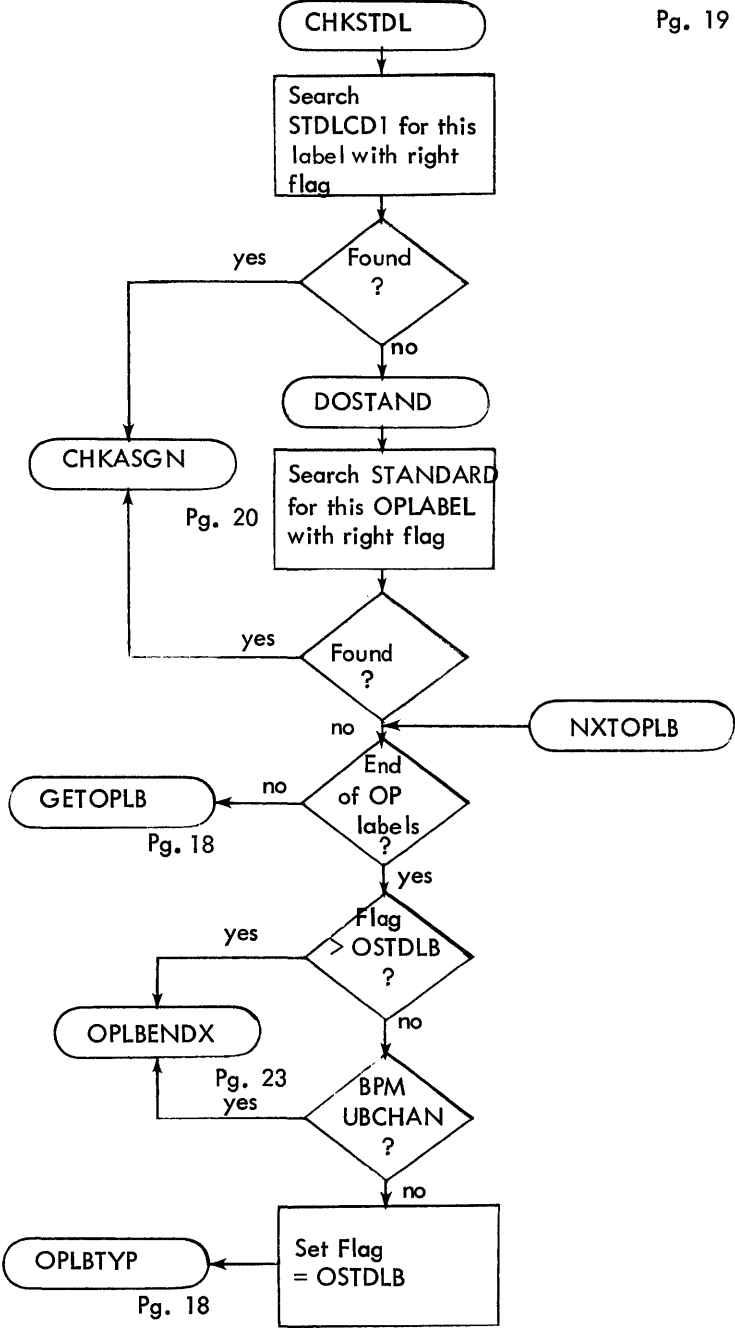 CHKSTDL
Pg. 19
Search
STDLCD1 for this
label with right
flag
yes
Found
?
no
DOSTAND
CHKASGN
Pg. 20
Search STANDARD
for this OPLABEL
with right flag
yes
Found
?
no
NXTOPLB
End
of OP
labels
?
no
GETOPLB
Pg. 18
yes
Flag
> OSTDLB
?
yes
no
OPLBENDX
Pg. 23
BPM
UBCHAN
?
yes
no
Set Flag
= OSTDLB
OPLBTYP
Pg. 18